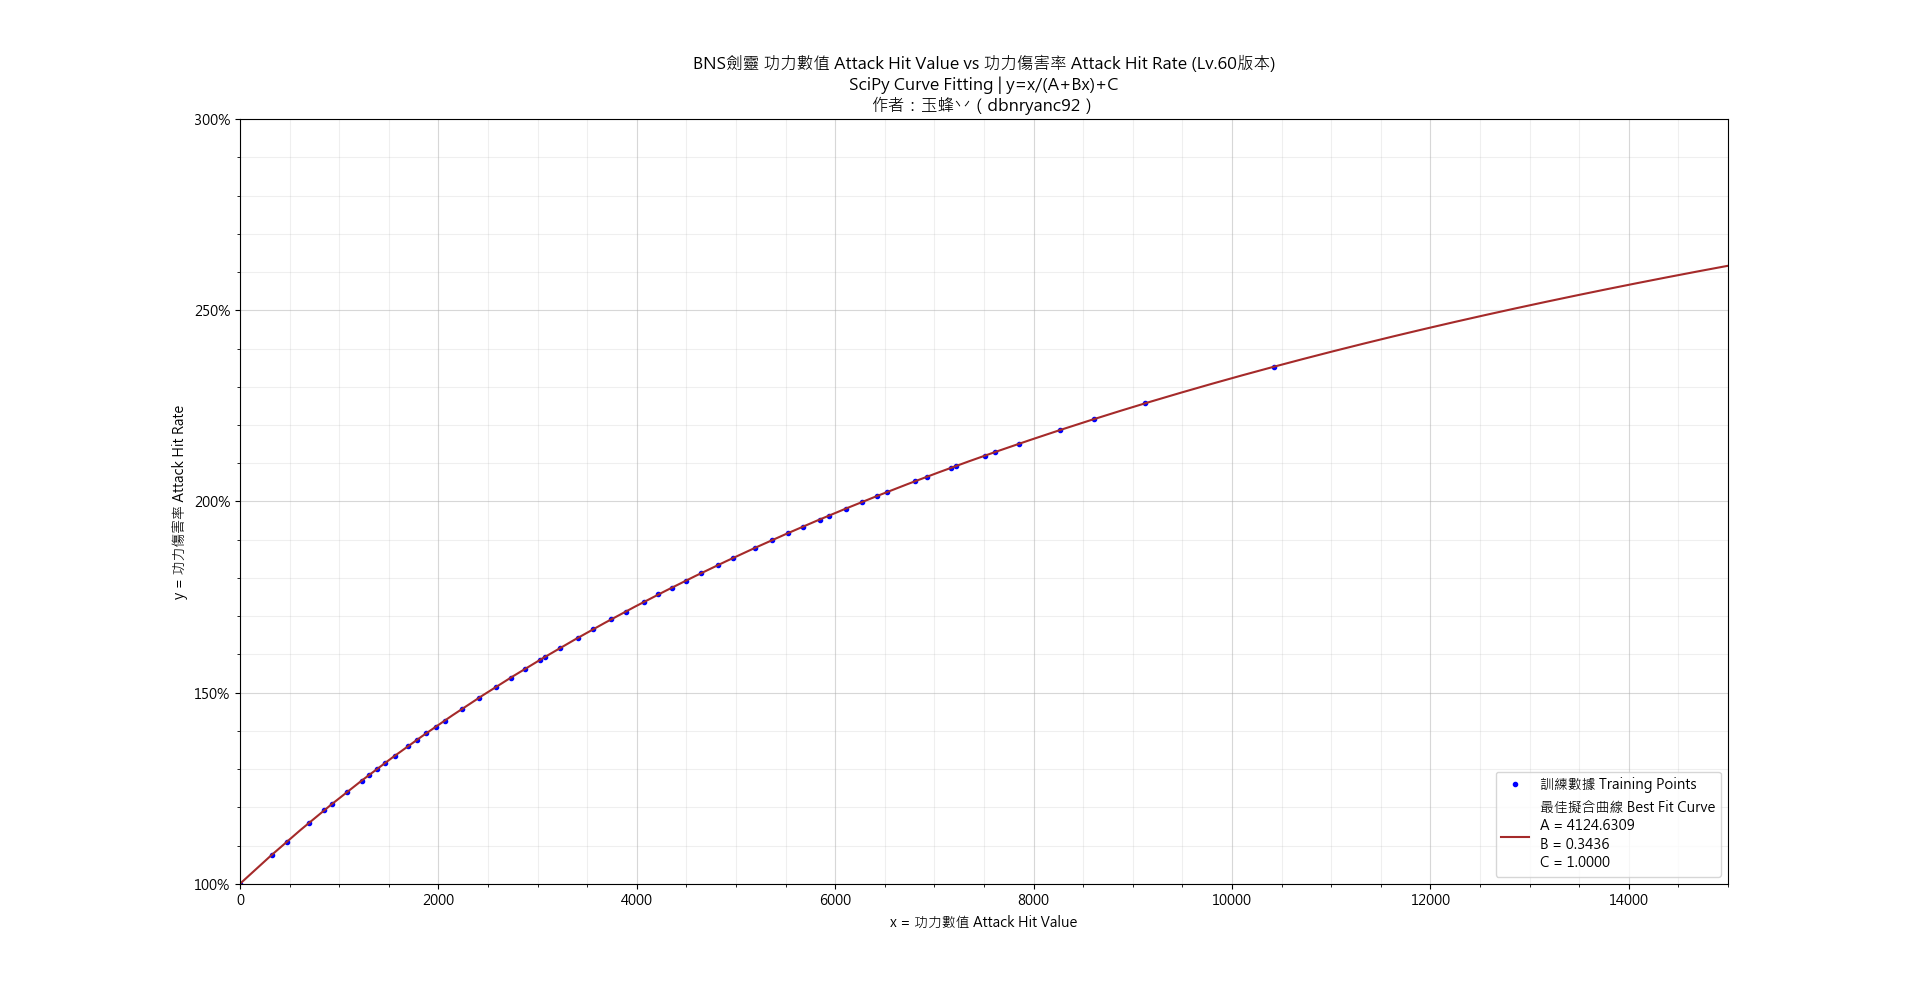 BNS劍靈 功力數值 Attack Hit Value vs 功力傷害率 Attack Hit Rate (Lv.60版本)
SciPy Curve Fitting | y=x/(A+Bx)+C
作者：玉蜂丷 ( dbnryanc92 )
300%
250%
200%
150%
100%
y = 功力傷害率 Attack Hit Rate
0 2000 4000 6000 8000 10000 12000 14000
x = 功力數值 Attack Hit Value
訓練數據 Training Points
最佳擬合曲線 Best Fit Curve
A = 4124.6309
B = 0.3436
C = 1.0000